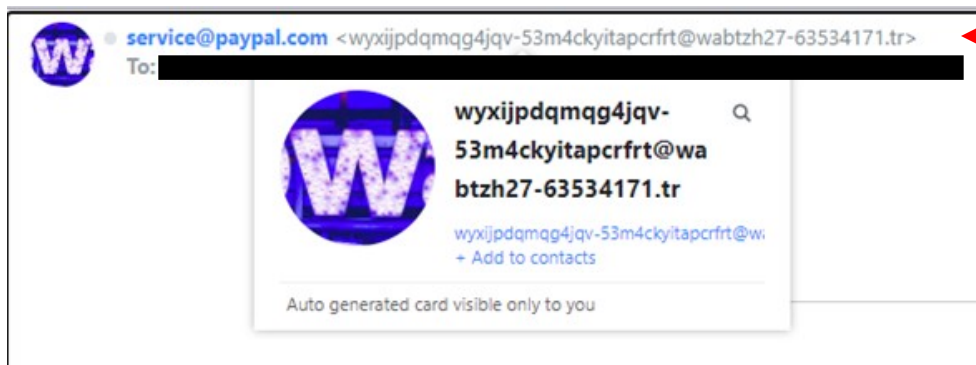 W
service@paypal.com <wyxijpdqmqg4jqv-53m4ckyitapcrfrt@wabtzh27-63534171.tr>
To:
W
wyxijpdqmqg4jqv-
53m4ckyitapcrfrt@wa
btzh27-63534171.tr
wyxijpdqmqg4jqv-53m4ckyitapcrfrt@wa
+ Add to contacts
Auto generated card visible only to you